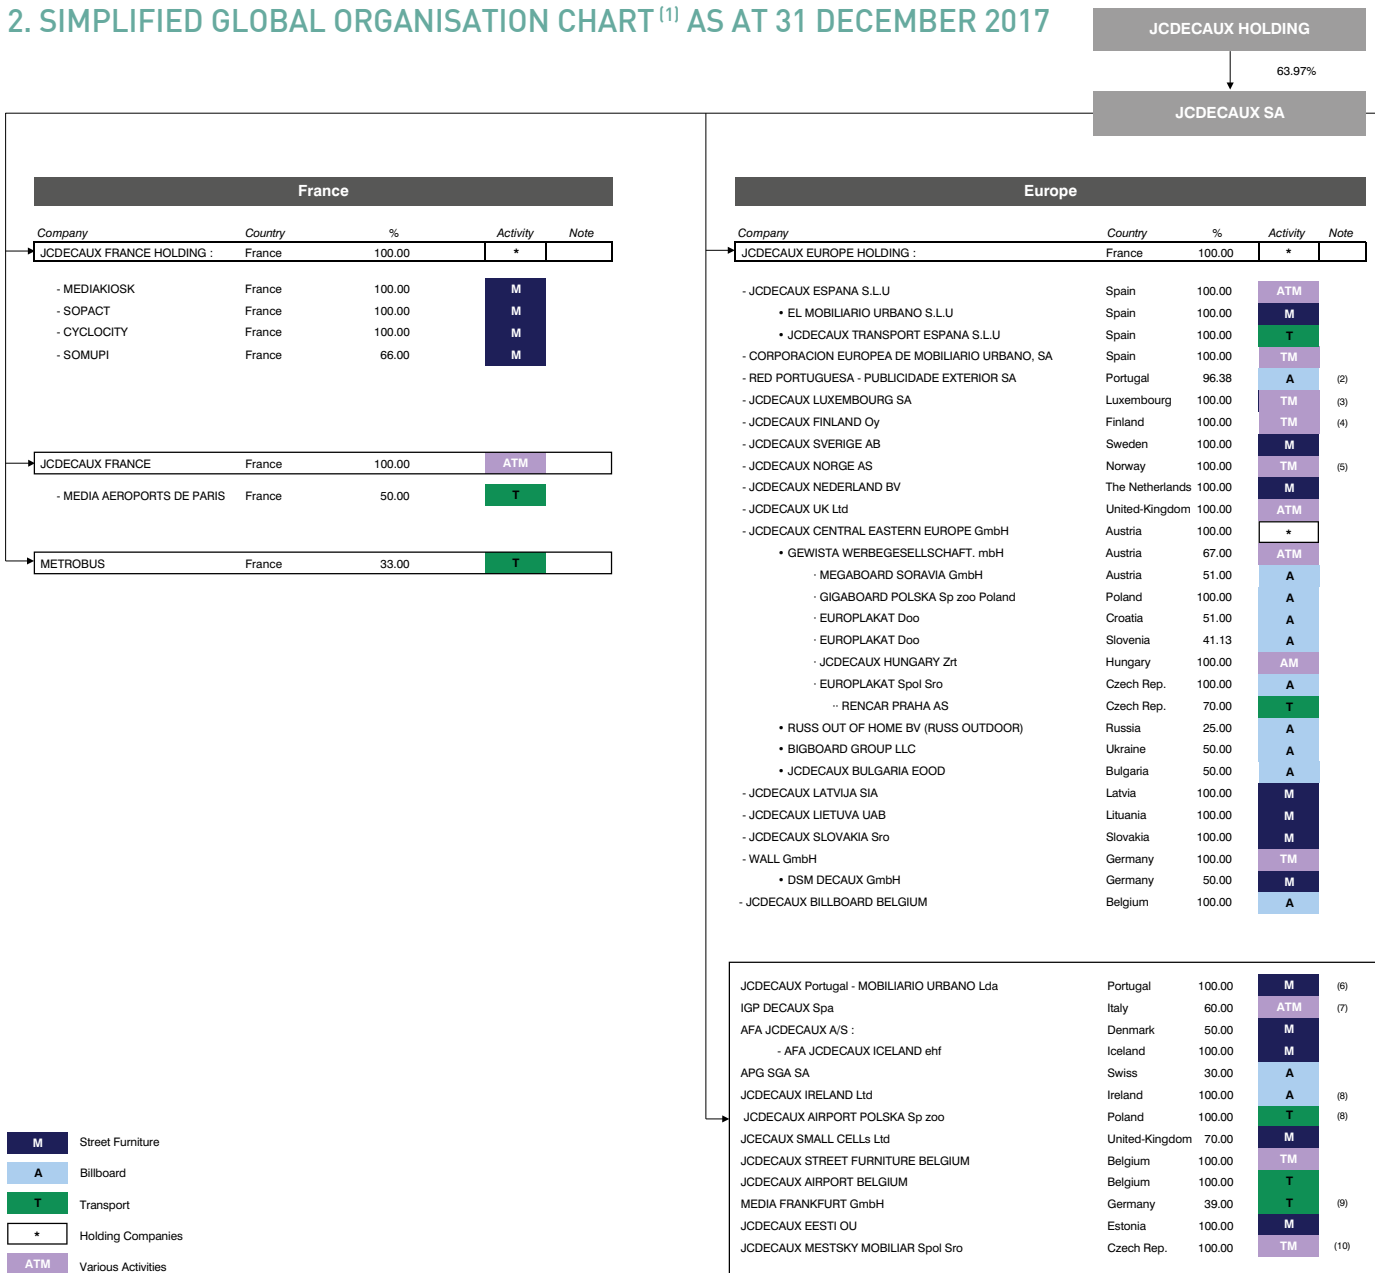 2. SIMPLIFIED GLOBAL ORGANISATION CHART (1) AS AT 31 DECEMBER 2017
JCDECAUX HOLDING
63.97%
JCDECAUX SA
France
Company Country % Activity Note
JCDECAUX FRANCE HOLDING : France 100.00 *
- MEDIAKIOSK France 100.00 M
- SOPACT France 100.00 M
- CYCLOCITY France 100.00 M
- SOMUPI France 66.00 M
JCDECAUX FRANCE France 100.00 ATM
- MEDIA AEROPORTS DE PARIS France 50.00 T
METROBUS France 33.00 T
Europe
Company Country % Activity Note
JCDECAUX EUROPE HOLDING : France 100.00 *
- JCDECAUX ESPANA S.L.U Spain 100.00 ATM
• EL MOBILIARIO URBANO S.L.U Spain 100.00 M
• JCDECAUX TRANSPORT ESPANA S.L.U Spain 100.00 T
- CORPORACION EUROPEA DE MOBILIARIO URBANO, SA Spain 100.00 TM
- RED PORTUGUESA - PUBLICIDADE EXTERIOR SA Portugal 96.38 A (2)
- JCDECAUX LUXEMBOURG SA Luxembourg 100.00 TM (3)
- JCDECAUX FINLAND Oy Finland 100.00 TM (4)
- JCDECAUX SVERIGE AB Sweden 100.00 M
- JCDECAUX NORGE AS Norway 100.00 TM (5)
- JCDECAUX NEDERLAND BV The Netherlands 100.00 M
- JCDECAUX UK Ltd United-Kingdom 100.00 ATM
- JCDECAUX CENTRAL EASTERN EUROPE GmbH Austria 100.00 *
• GEWISTA WERBEGESELLSCHAFT. mbH Austria 67.00 ATM
· MEGABOARD SORAVIA GmbH Austria 51.00 A
· GIGABOARD POLSKA Sp zoo Poland Poland 100.00 A
· EUROPLAKAT Doo Croatia 51.00 A
· EUROPLAKAT Doo Slovenia 41.13 A
· JCDECAUX HUNGARY Zrt Hungary 100.00 AM
· EUROPLAKAT Spol Sro Czech Rep. 100.00 A
·· RENCAR PRAHA AS Czech Rep. 70.00 T
• RUSS OUT OF HOME BV (RUSS OUTDOOR) Russia 25.00 A
• BIGBOARD GROUP LLC Ukraine 50.00 A
• JCDECAUX BULGARIA EOOD Bulgaria 50.00 A
- JCDECAUX LATVIJA SIA Latvia 100.00 M
- JCDECAUX LIETUVA UAB Lituania 100.00 M
- JCDECAUX SLOVAKIA Sro Slovakia 100.00 M
- WALL GmbH Germany 100.00 TM
• DSM DECAUX GmbH Germany 50.00 M
- JCDECAUX BILLBOARD BELGIUM Belgium 100.00 A
JCDECAUX Portugal - MOBILIARIO URBANO Lda Portugal 100.00 M (6)
IGP DECAUX Spa Italy 60.00 ATM (7)
AFA JCDECAUX A/S : Denmark 50.00 M
- AFA JCDECAUX ICELAND ehf Iceland 100.00 M
APG SGA SA Swiss 30.00 A
JCDECAUX IRELAND Ltd Ireland 100.00 A (8)
JCDECAUX AIRPORT POLSKA Sp zoo Poland 100.00 T (8)
JCECAUX SMALL CELLs Ltd United-Kingdom 70.00 M
JCDECAUX STREET FURNITURE BELGIUM Belgium 100.00 TM
JCDECAUX AIRPORT BELGIUM Belgium 100.00 T
MEDIA FRANKFURT GmbH Germany 39.00 T (9)
JCDECAUX EESTI OU Estonia 100.00 M
JCDECAUX MESTSKY MOBILIAR Spol Sro Czech Rep. 100.00 TM (10)
M Street Furniture
A Billboard
T Transport
* Holding Companies
ATM Various Activities